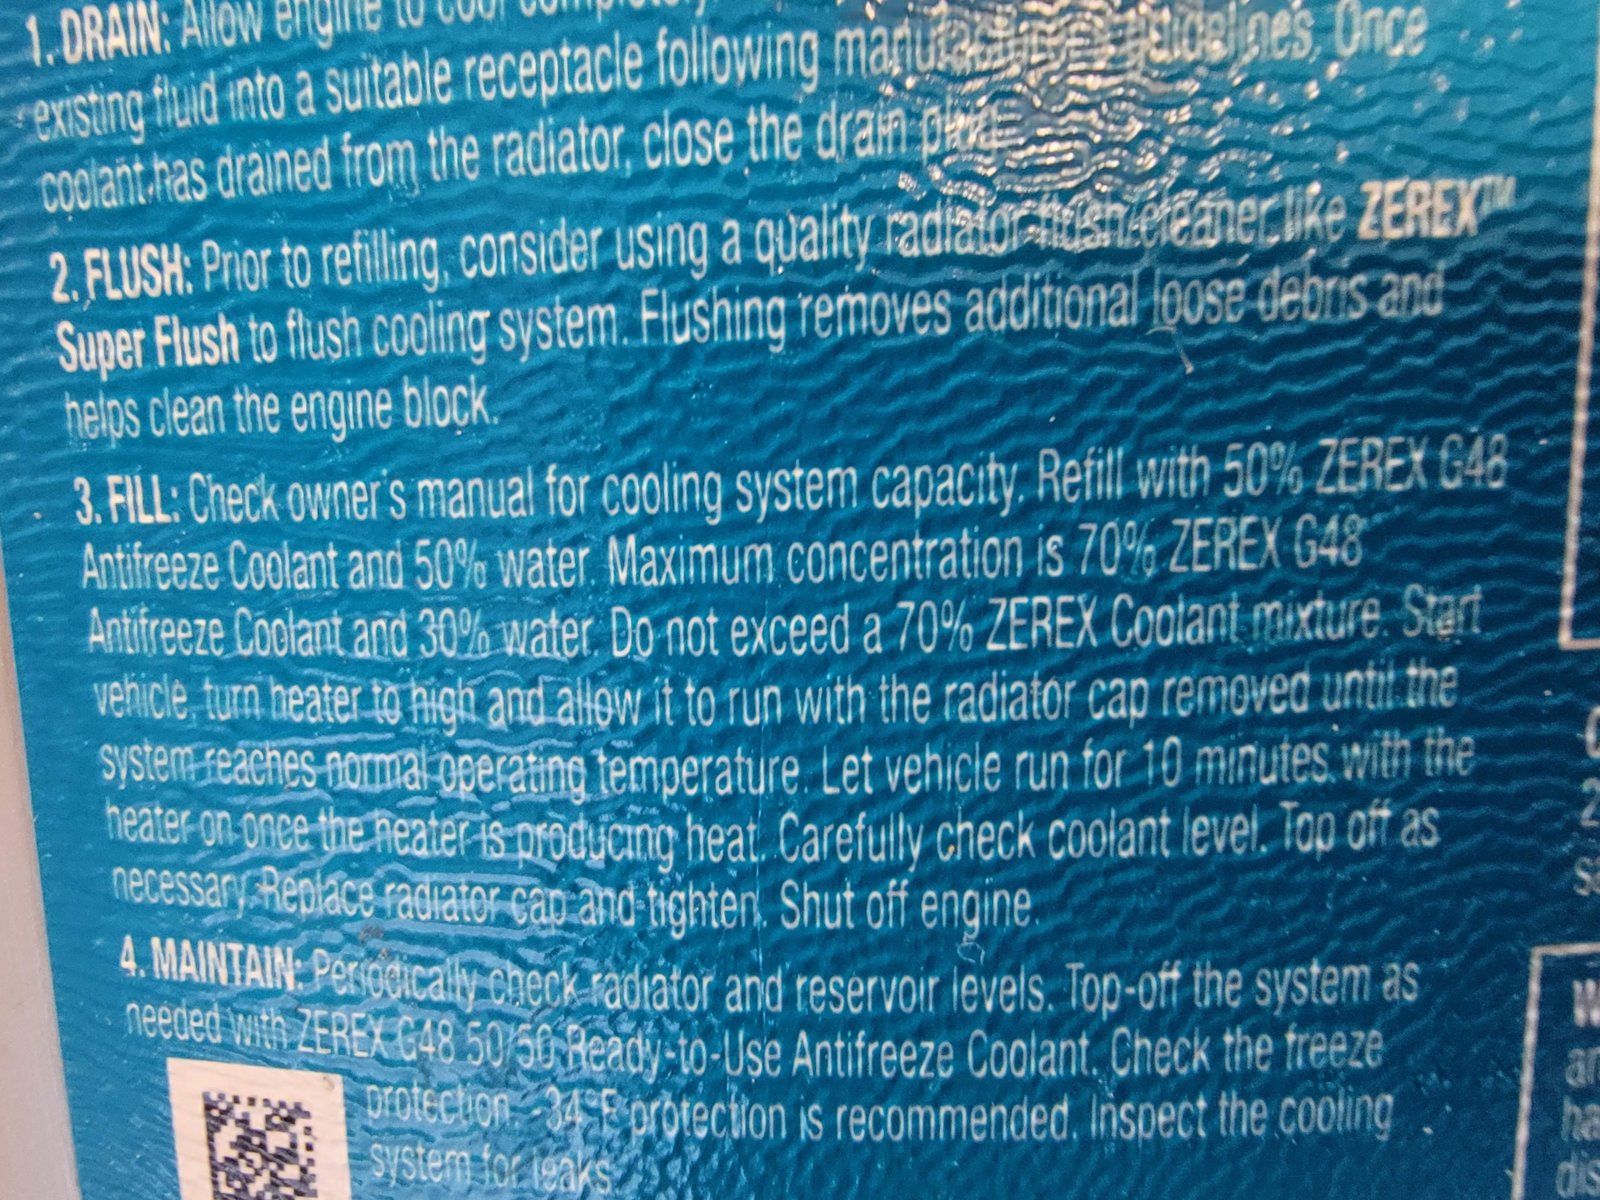 1. DRAIN: Allow engine to cool completely
existing fluid into a suitable receptacle following manufacturer's guidelines. Once
coolant has drained from the radiator, close the drain plug.
2. FLUSH: Prior to refilling, consider using a quality radiator flush cleaner like ZEREX™
Super Flush to flush cooling system. Flushing removes additional loose debris and
helps clean the engine block.
3. FILL: Check owner's manual for cooling system capacity. Refill with 50% ZEREX G48
Antifreeze Coolant and 50% water. Maximum concentration is 70% ZEREX G48
Antifreeze Coolant and 30% water. Do not exceed a 70% ZEREX Coolant mixture. Start
vehicle, turn heater to high and allow it to run with the radiator cap removed until the
system reaches normal operating temperature. Let vehicle run for 10 minutes with the
heater on once the heater is producing heat. Carefully check coolant level. Top off as
necessary. Replace radiator cap and tighten. Shut off engine.
4. MAINTAIN: Periodically check radiator and reservoir levels. Top-off the system as
needed with ZEREX G48 50/50 Ready-to-Use Antifreeze Coolant. Check the freeze
protection. -34°F protection is recommended. Inspect the cooling
system for leaks.